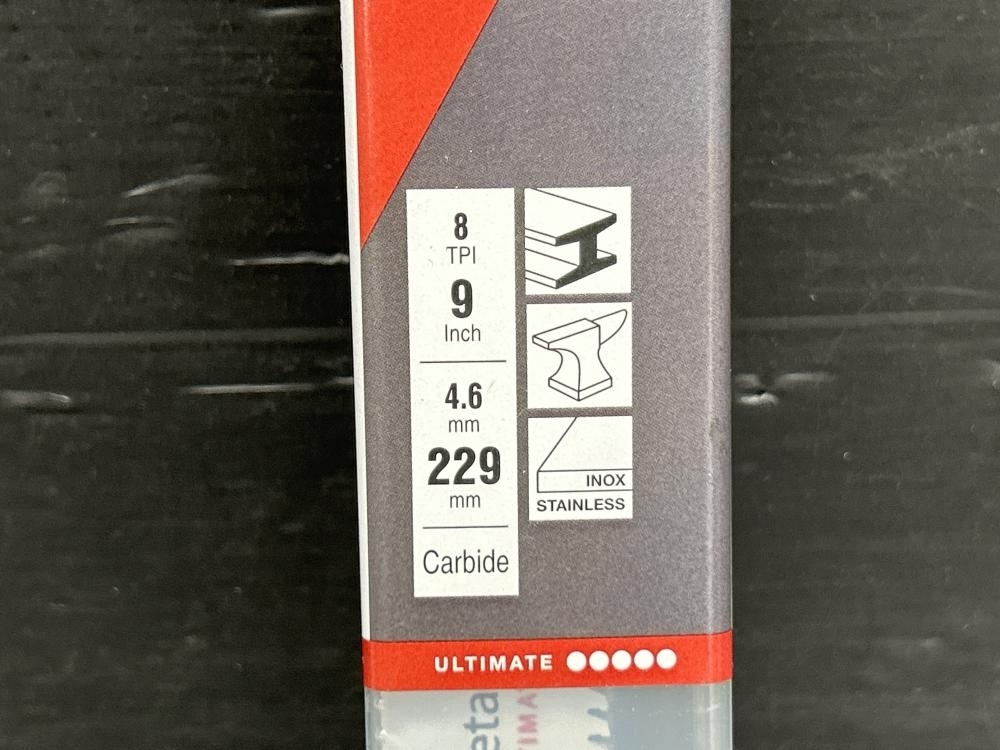 8
TPI
9
Inch
4.6
mm
229
mm
Carbide
INOX
STAINLESS
ULTIMATE